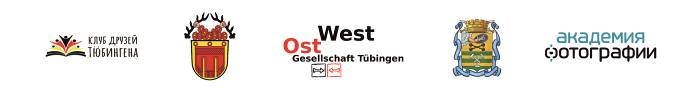 КЛУБ ДРУЗЕЙ
ТЮБИНГЕНА
West
Ost
Gesellschaft Tübingen
академия
фотографии